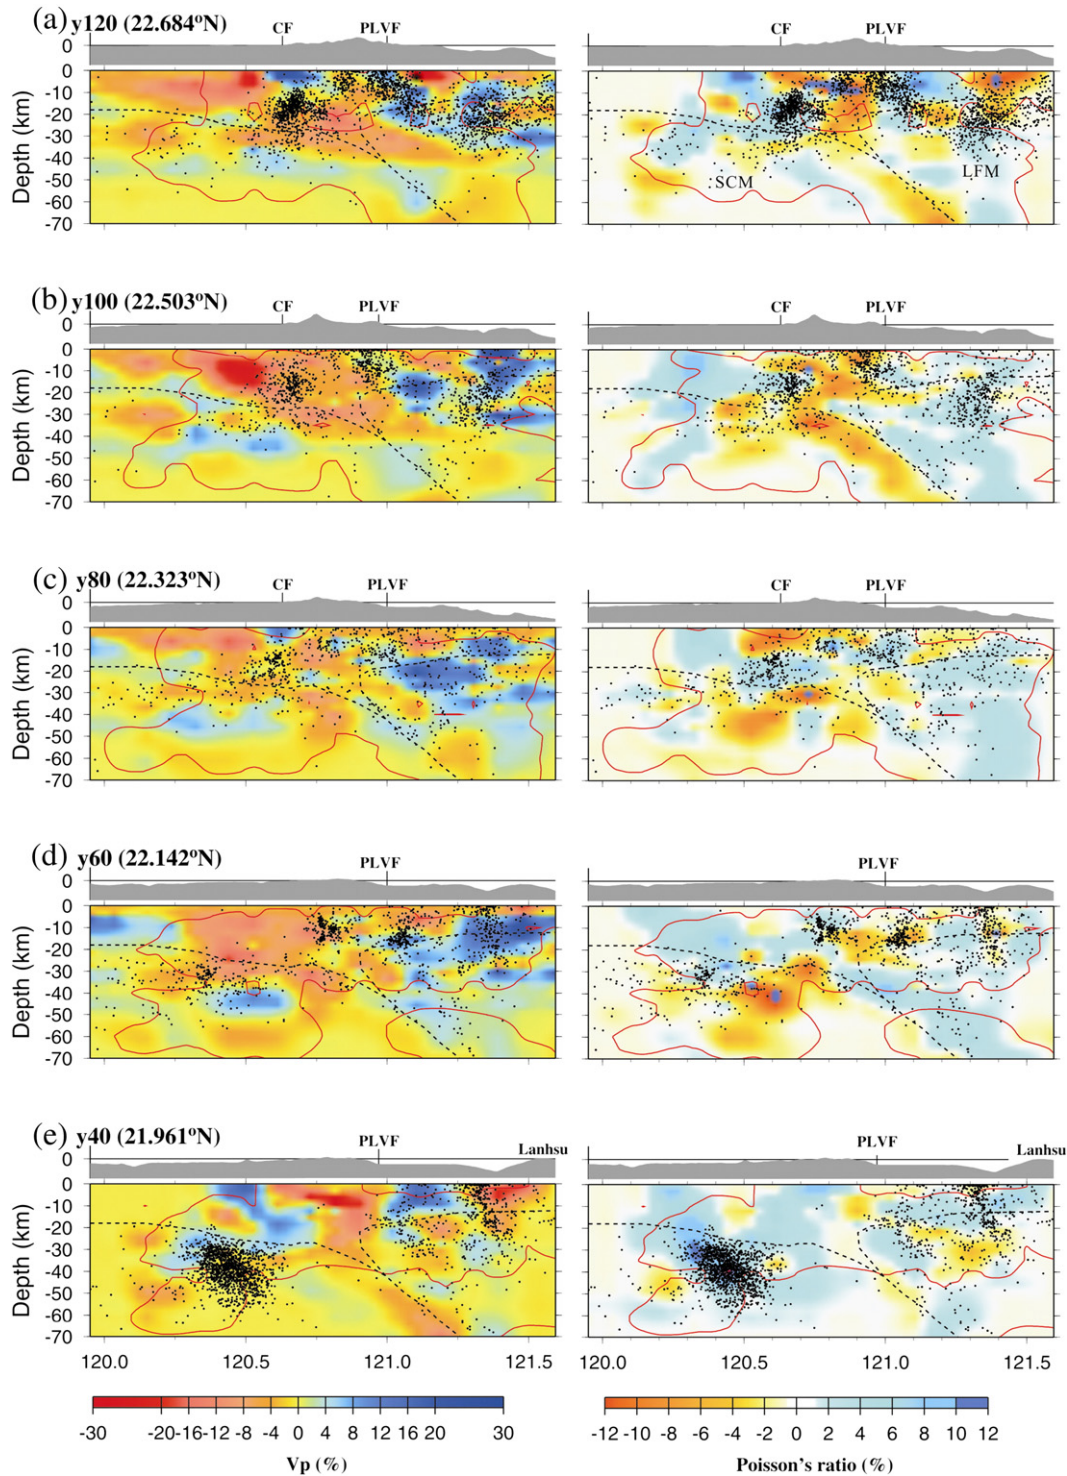 (a) y120 (22.684°N)
CF PLVF CF PLVF
0
Depth (km)
0 -10 -20 -30 -40 -50 -60 -70
SCM LFM
(b) y100 (22.503°N)
CF PLVF CF PLVF
0
Depth (km)
0 -10 -20 -30 -40 -50 -60 -70
(c) y80 (22.323°N)
CF PLVF CF PLVF
0
Depth (km)
0 -10 -20 -30 -40 -50 -60 -70
(d) y60 (22.142°N)
PLVF PLVF
0
Depth (km)
0 -10 -20 -30 -40 -50 -60 -70
(e) y40 (21.961°N)
PLVF Lanhsu PLVF Lanhsu
0
Depth (km)
0 -10 -20 -30 -40 -50 -60 -70
120.0 120.5 121.0 121.5 120.0 120.5 121.0 121.5
-30 -20 -16 -12 -8 -4 0 4 8 12 16 20 30
-12 -10 -8 -6 -4 -2 0 2 4 6 8 10 12
Vp (%) Poisson's ratio (%)